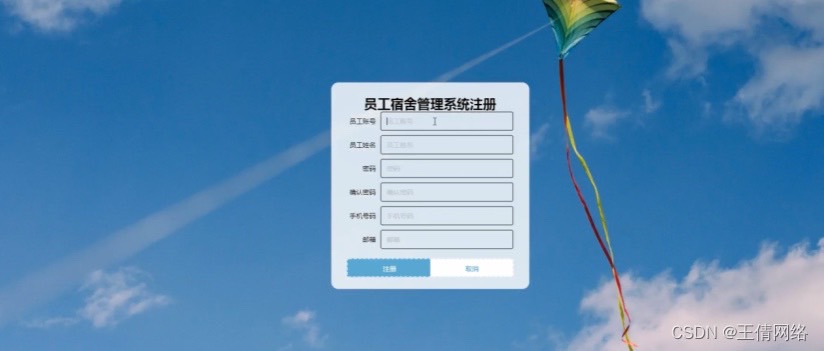 员工宿舍管理系统注册
员工账号 员工账号
员工姓名 员工姓名
密码 密码
确认密码 确认密码
手机号码 手机号码
邮箱 邮箱
注册 取消
CSDN @王倩网络